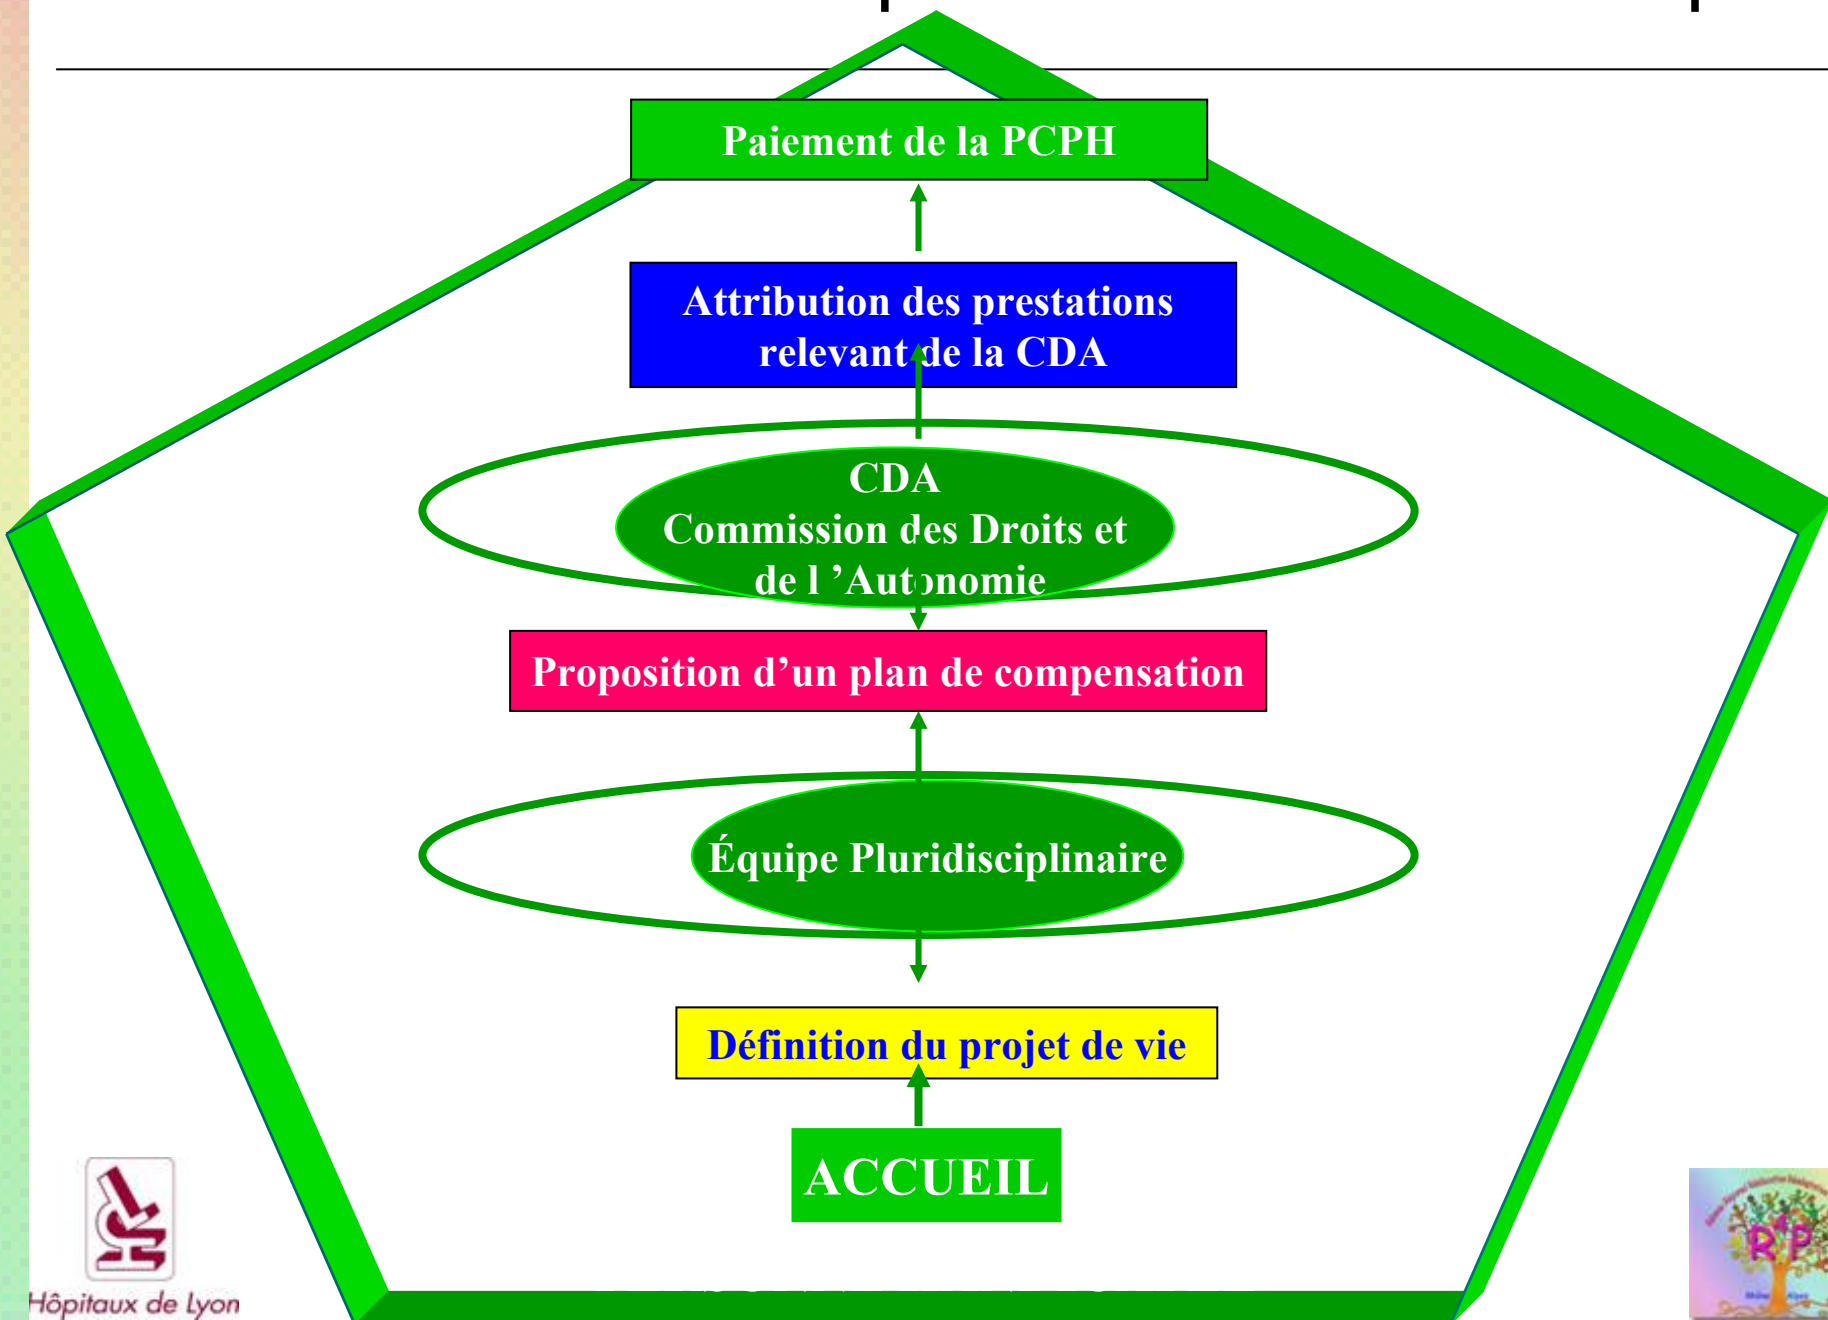 Paiement de la PCPH
Attribution des prestations
relevant de la CDA
CDA
Commission des Droits et
de l ’Autonomie
Proposition d’un plan de compensation
Équipe Pluridisciplinaire
Définition du projet de vie
ACCUEIL
Hôpitaux de Lyon
R4P